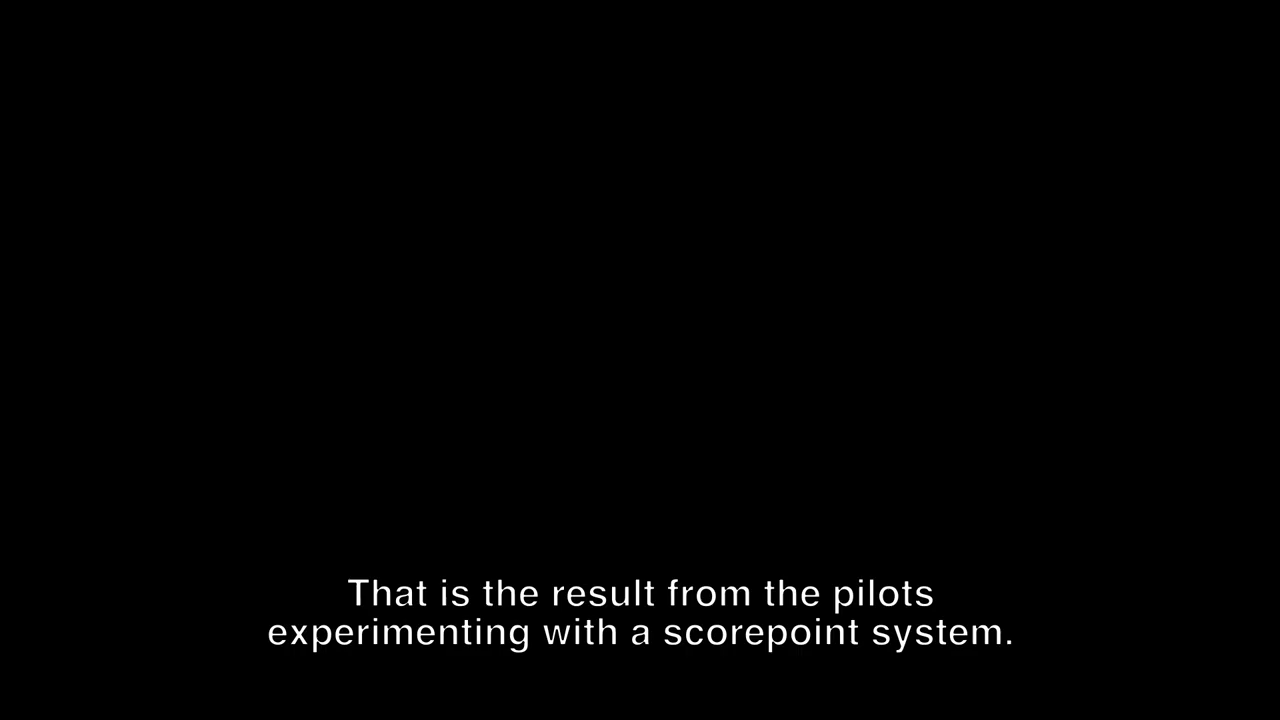 That is the result from the pilots
experimenting with a scorepoint system.